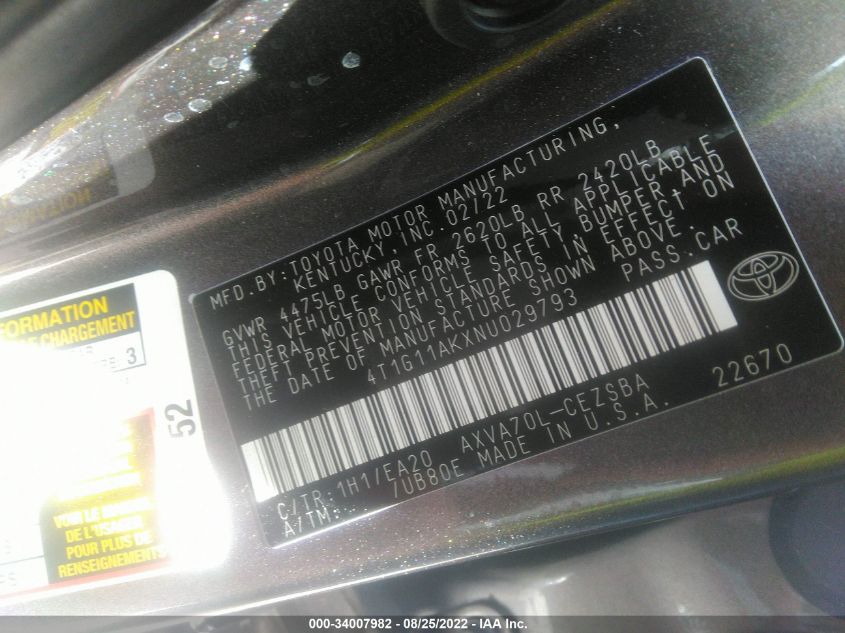 MFD.BY:TOYOTA MOTOR MANUFACTURING,
KENTUCKY,INC.02/22
GVWR 4475LB GAWR FR 2620LB RR 2420LB
THIS VEHICLE CONFORMS TO ALL APPLICABLE
FEDERAL MOTOR VEHICLE SAFETY, BUMPER,AND
THEFT PREVENTION STANDARDS IN EFFECT ON
THE DATE OF MANUFACTURE SHOWN ABOVE.
4T1G11AKXNU029793 PASS.CAR
C/TR:1H1/EA20 AXVA70L-CEZSBA 22670
A/TM: /UB80E MADE IN U.S.A.
FORMATION
E CHARGEMENT
3
52
VOIR LE
MANUEL
DE L'USAGER
POUR PLUS DE
RENSEIGNEMENTS
000-34007982 / 08/25/2022 / IAA Inc.